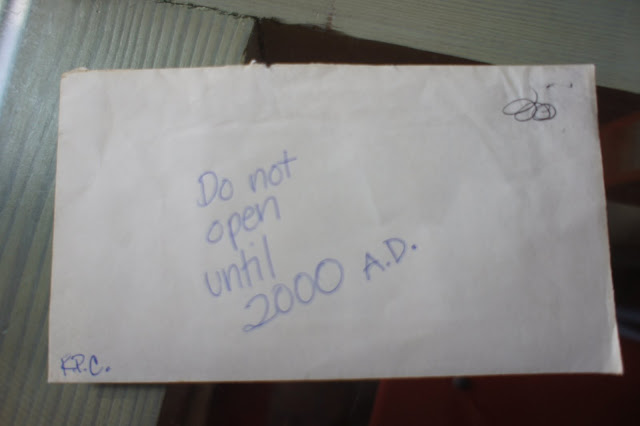 Do not
open
until
2000 A.D.
K.P.C.